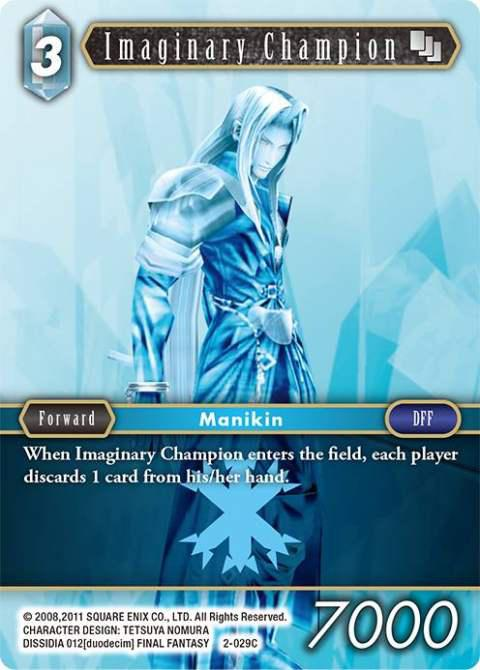 3
Imaginary Champion
Forward
Manikin
DFF
When Imaginary Champion enters the field, each player
discards 1 card from his/her hand.
© 2008,2011 SQUARE ENIX CO., LTD. All Rights Reserved.
CHARACTER DESIGN: TETSUYA NOMURA
DISSIDIA 012[duodecim] FINAL FANTASY 2-029C
7000